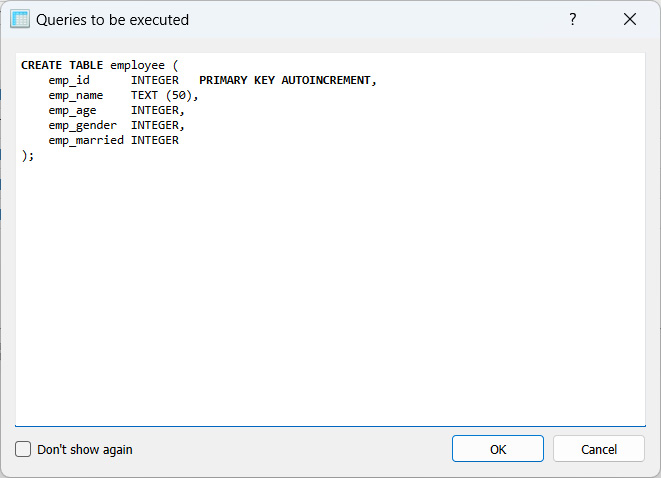 Queries to be executed ?
CREATE TABLE employee (
    emp_id      INTEGER   PRIMARY KEY AUTOINCREMENT,
    emp_name    TEXT (50),
    emp_age     INTEGER,
    emp_gender  INTEGER,
    emp_married INTEGER
);
Don't show again OK Cancel